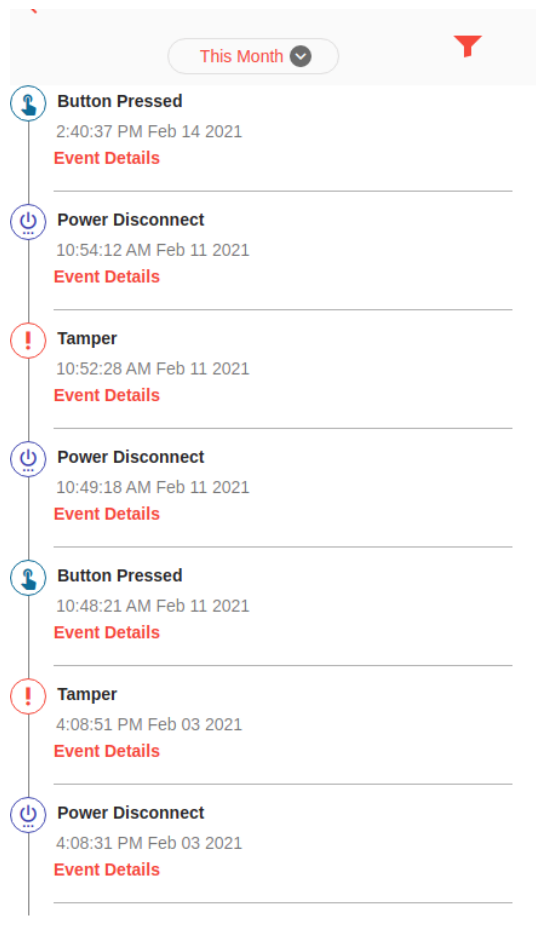 This Month
Button Pressed
2:40:37 PM Feb 14 2021
Event Details
Power Disconnect
10:54:12 AM Feb 11 2021
Event Details
Tamper
10:52:28 AM Feb 11 2021
Event Details
Power Disconnect
10:49:18 AM Feb 11 2021
Event Details
Button Pressed
10:48:21 AM Feb 11 2021
Event Details
Tamper
4:08:51 PM Feb 03 2021
Event Details
Power Disconnect
4:08:31 PM Feb 03 2021
Event Details